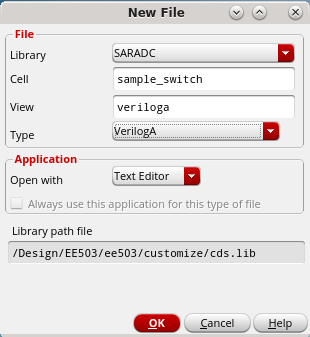 New File
File
Library SARADC
Cell sample_switch
View veriloga
Type VerilogA
Application
Open with Text Editor
Always use this application for this type of file
Library path file
/Design/EE503/ee503/customize/cds.lib
OK Cancel Help